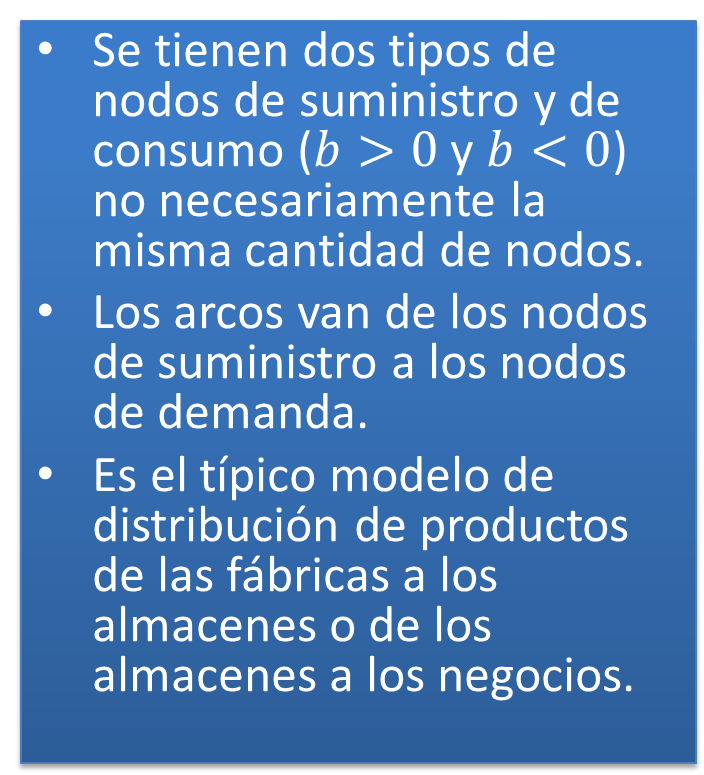 • Se tienen dos tipos de
nodos de suministro y de
consumo (b > 0 y b < 0)
no necesariamente la
misma cantidad de nodos.
• Los arcos van de los nodos
de suministro a los nodos
de demanda.
• Es el típico modelo de
distribución de productos
de las fábricas a los
almacenes o de los
almacenes a los negocios.